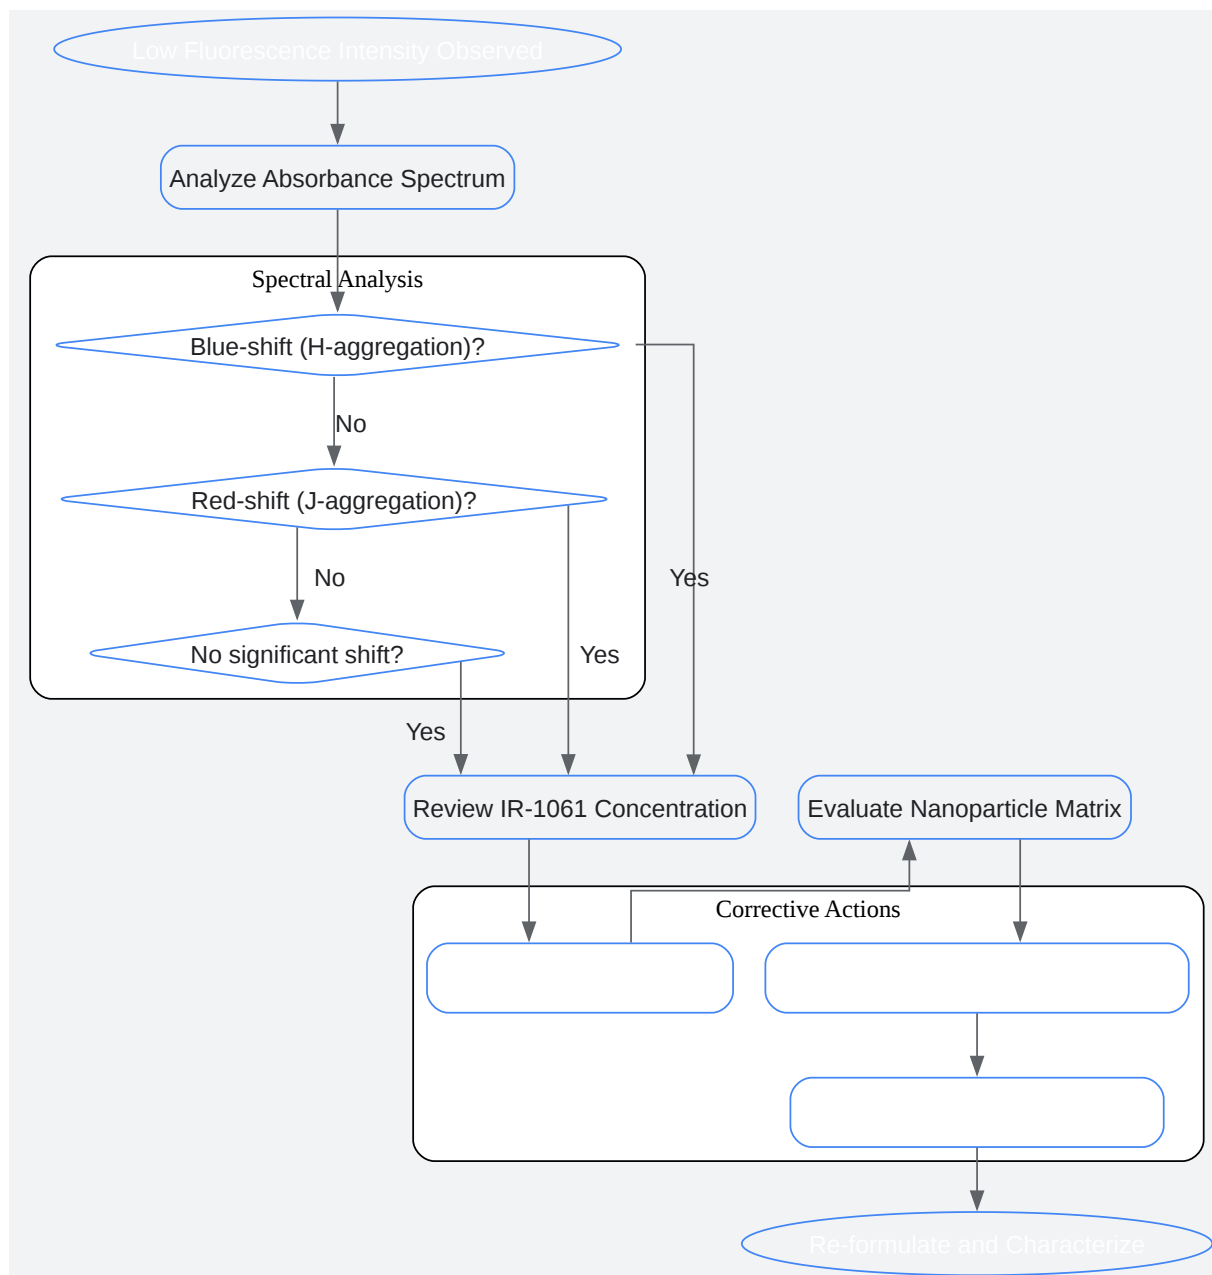 Low Fluorescence Intensity Observed
Analyze Absorbance Spectrum
Spectral Analysis
Blue-shift (H-aggregation)?
No
Red-shift (J-aggregation)?
No
Yes
No significant shift?
Yes
Yes
Review IR-1061 Concentration
Evaluate Nanoparticle Matrix
Corrective Actions
Re-formulate and Characterize